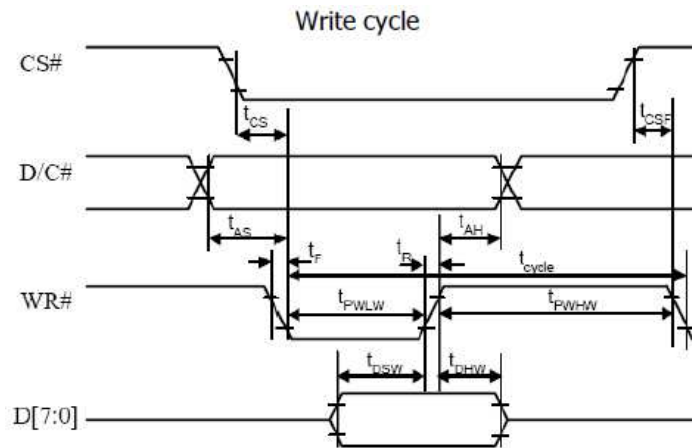 Write cycle
CS#
tCS
tCSF
D/C#
tAS
tAH
tF
tR
tcycle
WR#
tPWLW
tPWHW
tDSW
tDHW
D[7:0]